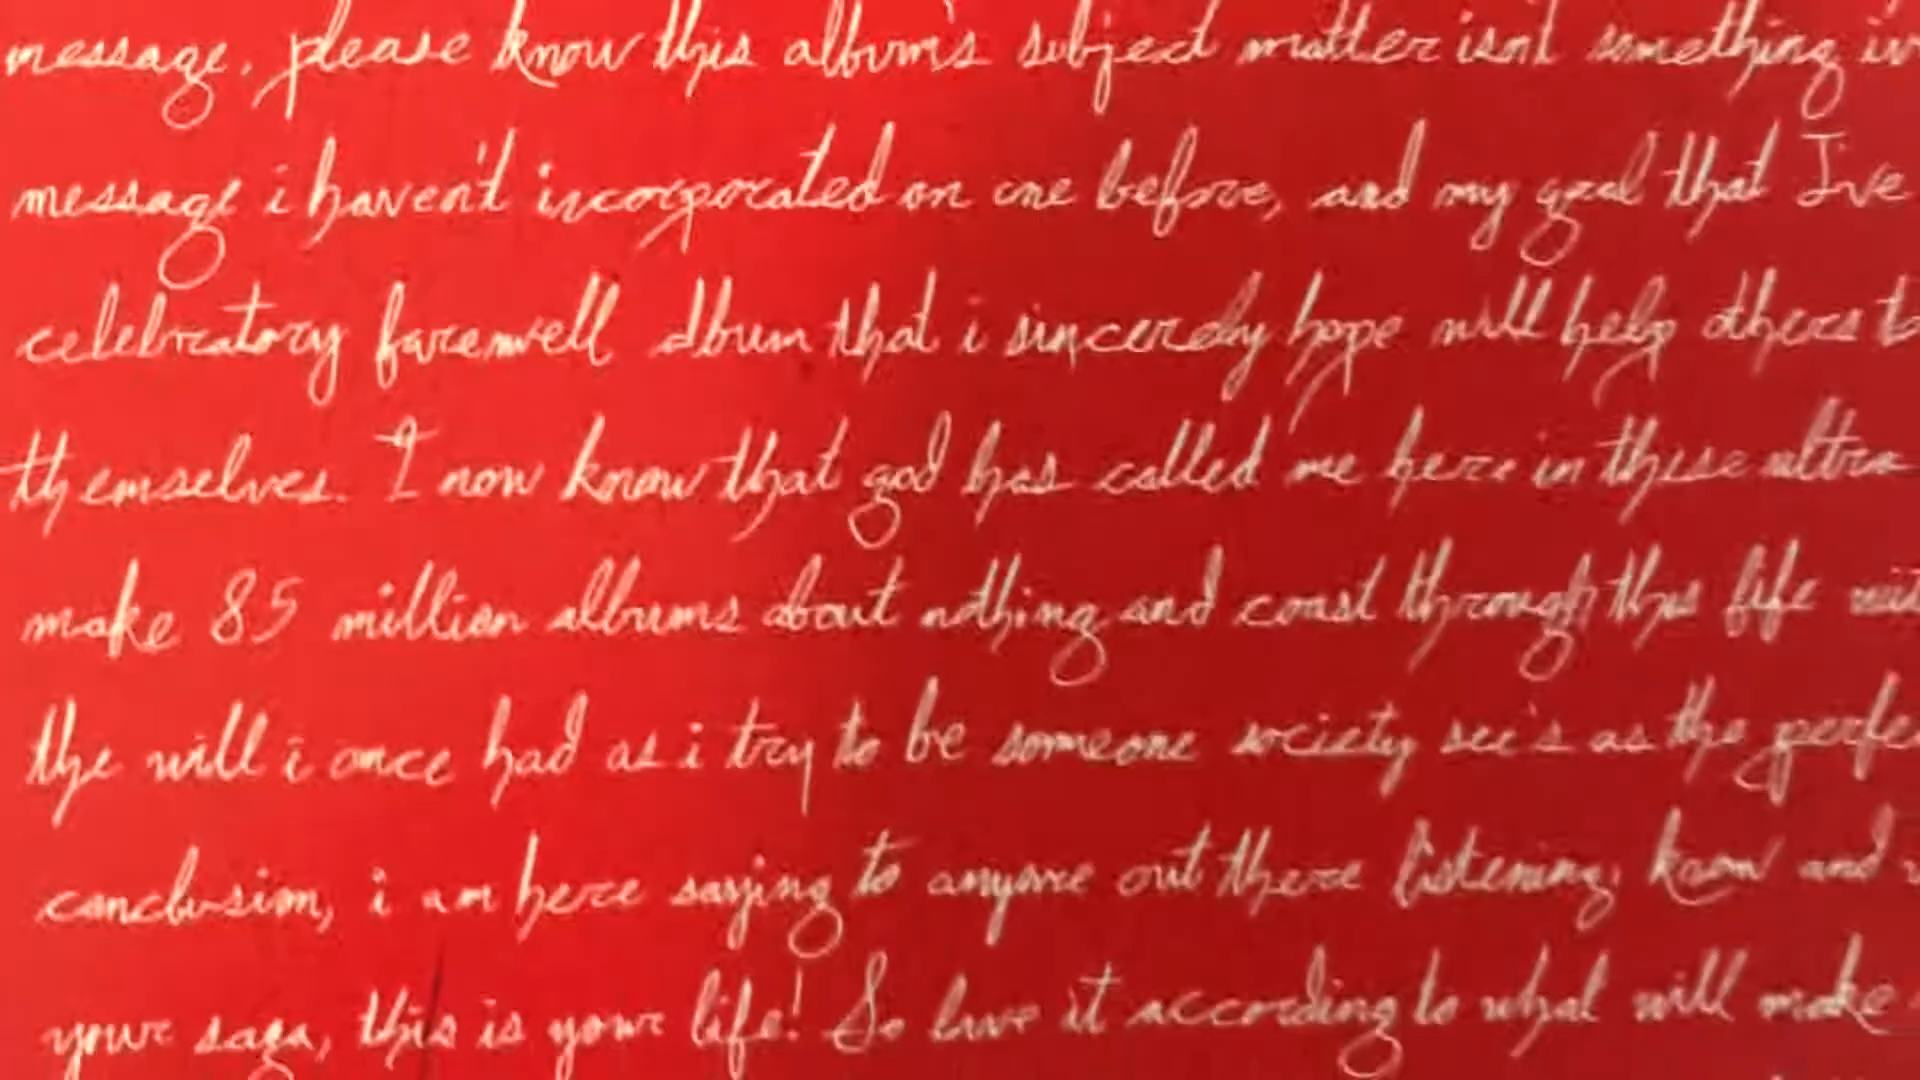 message, please know this album's subject matter isnt something
message i haven't incorporated on one before, and my goal that I've
celebratory farewell album that i sincerely hope will help others to
themselves. I now know that god has called me here in these ultra
make 85 million albums about nothing and coast through this life
the will i once had as i try to be someone society see's as the
conclusion, i am here saying to anyone out there listening, know and
your saga, this is your life! So live it according to what will make